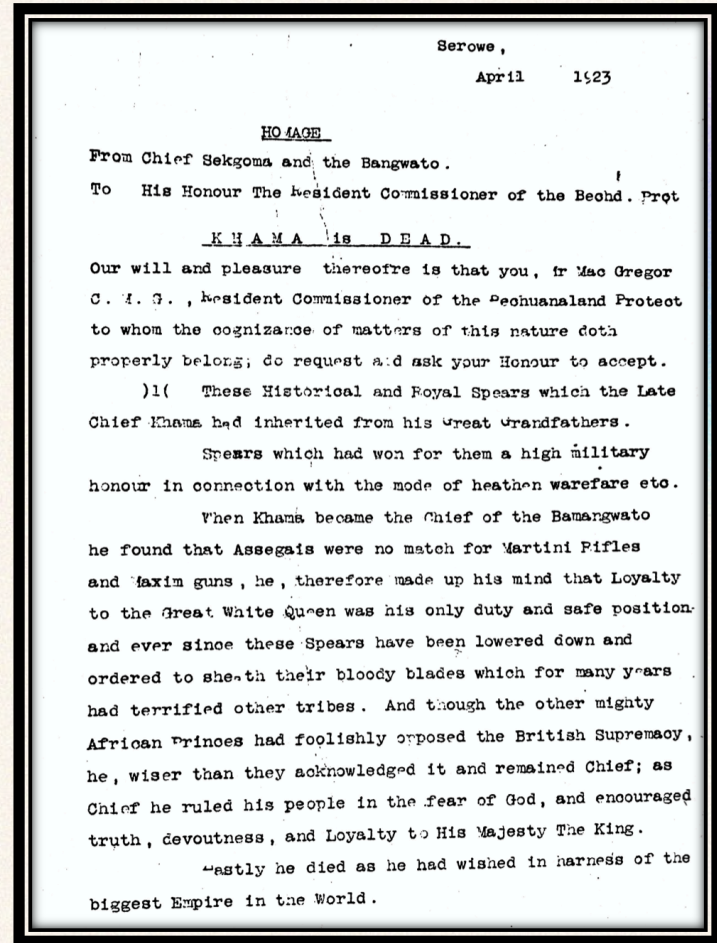 Serowe,
April 1923
HOMAGE
From Chief Sekgoma and the Bangwato.
To His Honour The Resident Commissioner of the Bechd. Prot
K H A M A is D E A D.
Our will and pleasure thereofre is that you, Mac Gregor
C. M. G., Resident Commissioner of the Bechuanaland Protect
to whom the cognizance of matters of this nature doth
properly belong; do request and ask your Honour to accept.
)1( These Historical and Royal Spears which the Late
Chief Khama had inherited from his Great Grandfathers.
Spears which had won for them a high military
honour in connection with the mode of heathen warefare etc.
When Khama became the Chief of the Bamangwato
he found that Assegais were no match for Martini Rifles
and Maxim guns, he, therefore made up his mind that Loyalty
to the Great White Queen was his only duty and safe position
and ever since these Spears have been lowered down and
ordered to sheath their bloody blades which for many years
had terrified other tribes. And though the other mighty
African Princes had foolishly opposed the British Supremacy,
he, wiser than they acknowledged it and remained Chief; as
Chief he ruled his people in the fear of God, and encouraged
truth, devoutness, and Loyalty to His Majesty The King.
Lastly he died as he had wished in harness of the
biggest Empire in the World.